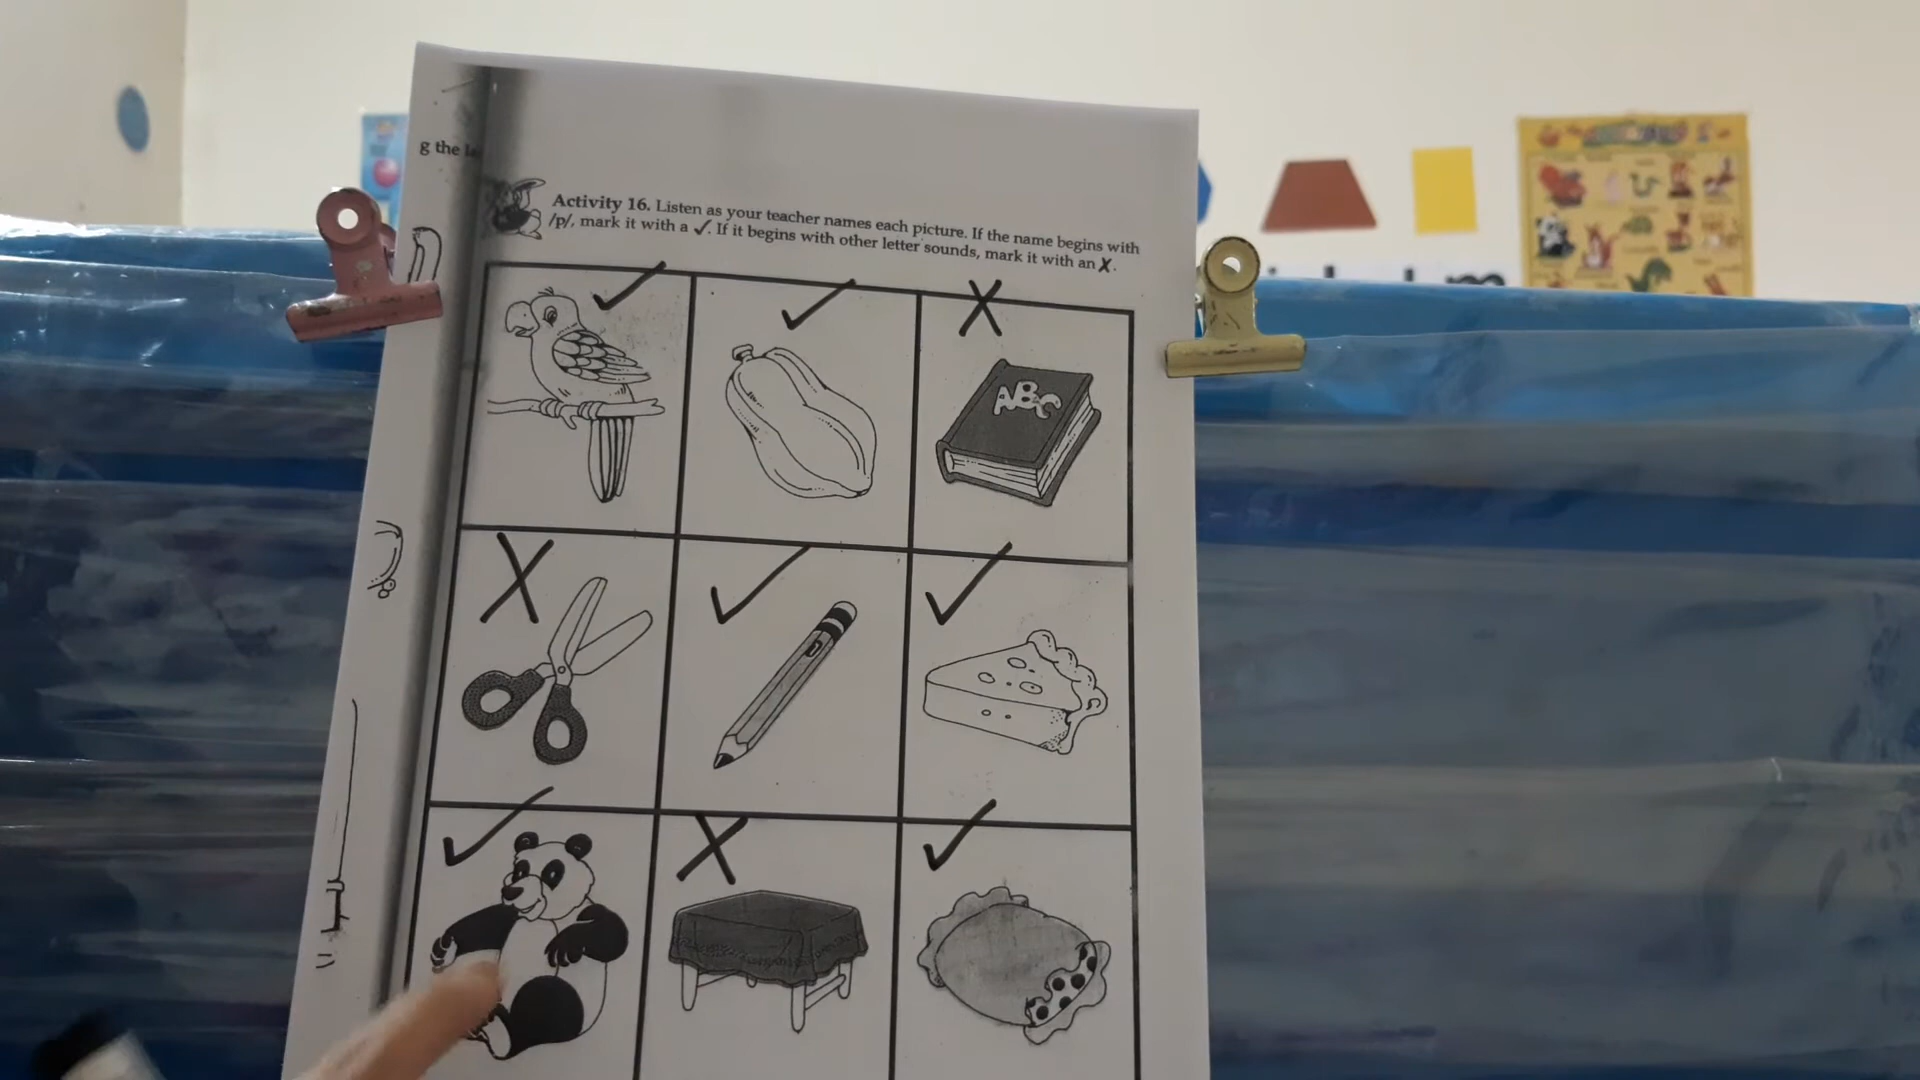 g the
Activity 16. Listen as your teacher names each picture. If the name begins with
/p/, mark it with a ✓. If it begins with other letter sounds, mark it with an X.
ABC